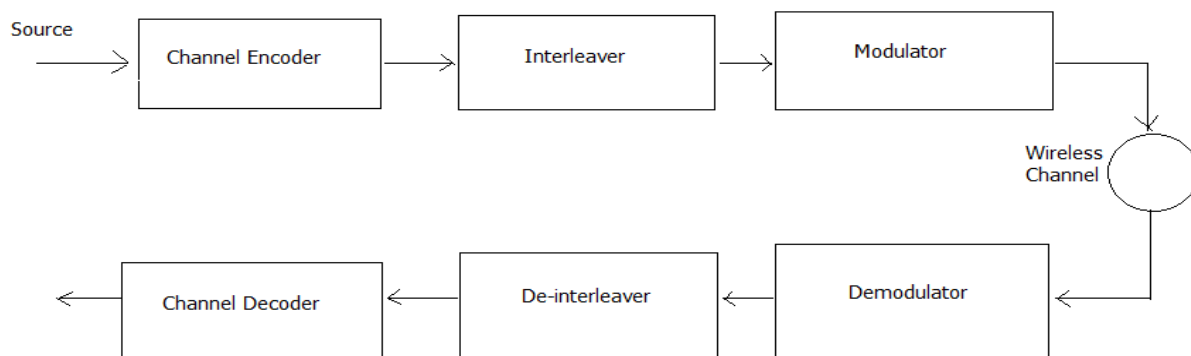 Source
Channel Encoder
Interleaver
Modulator
Wireless
Channel
Channel Decoder
De-interleaver
Demodulator